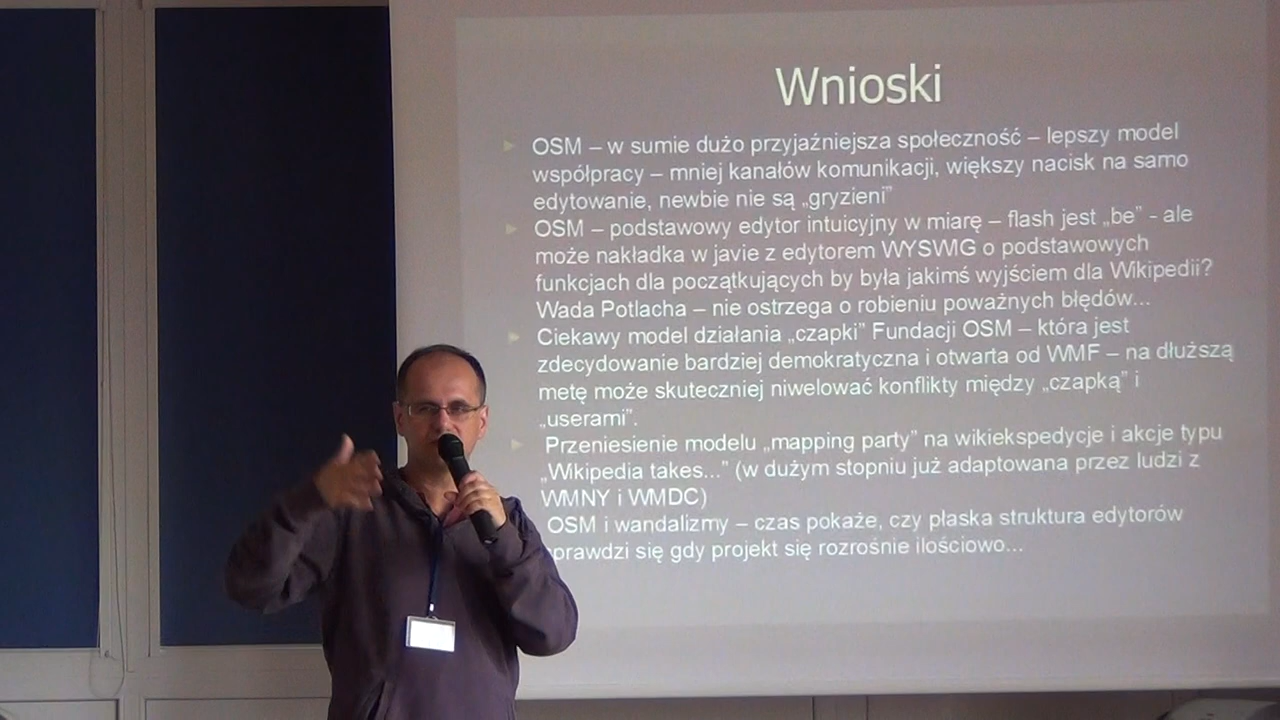 Wnioski
OSM – w sumie dużo przyjaźniejsza społeczność – lepszy model
współpracy – mniej kanałów komunikacji, większy nacisk na samo
edytowanie, newbie nie są „gryzieni”
OSM – podstawowy edytor intuicyjny w miarę – flash jest „be” - ale
może nakładka w javie z edytorem WYSWIG o podstawowych
funkcjach dla początkujących by była jakimś wyjściem dla Wikipedii?
Wada Potlacha – nie ostrzega o robieniu poważnych błędów...
Ciekawy model działania „czapki” Fundacji OSM – która jest
zdecydowanie bardziej demokratyczna i otwarta od WMF – na dłuższą
metę może skuteczniej niwelować konflikty między „czapką” i
„userami”.
Przeniesienie modelu „mapping party” na wikiekspedycje i akcje typu
„Wikipedia takes...” (w dużym stopniu już adaptowana przez ludzi z
WMNY i WMDC)
OSM i wandalizmy – czas pokaże, czy płaska struktura edytorów
prawdzi się gdy projekt się rozrośnie ilościowo...